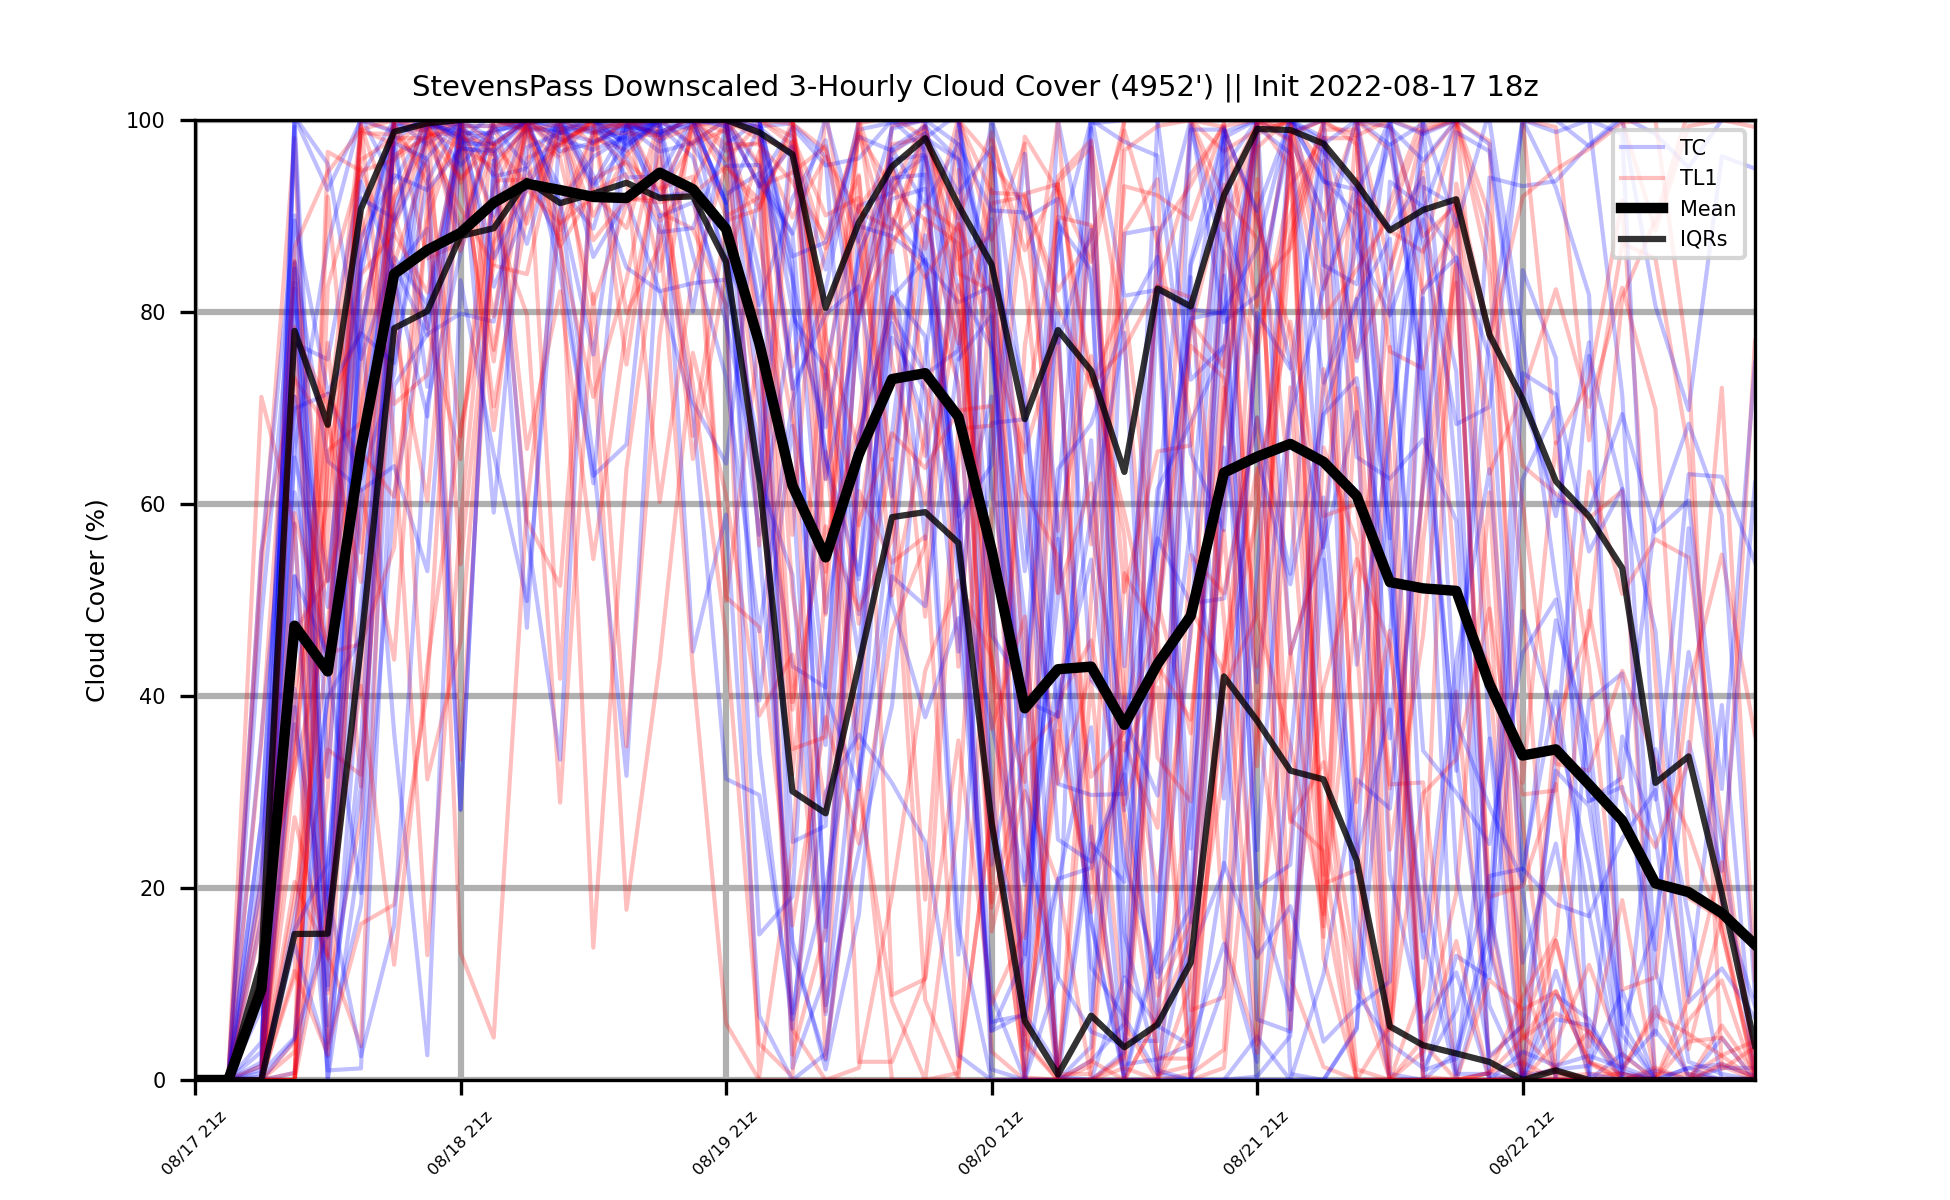 StevensPass Downscaled 3-Hourly Cloud Cover (4952') || Init 2022-08-17 18z
TC
TL1
Mean
IQRs
Cloud Cover (%)
100
80
60
40
20
0
08/17 21z
08/18 21z
08/19 21z
08/20 21z
08/21 21z
08/22 21z